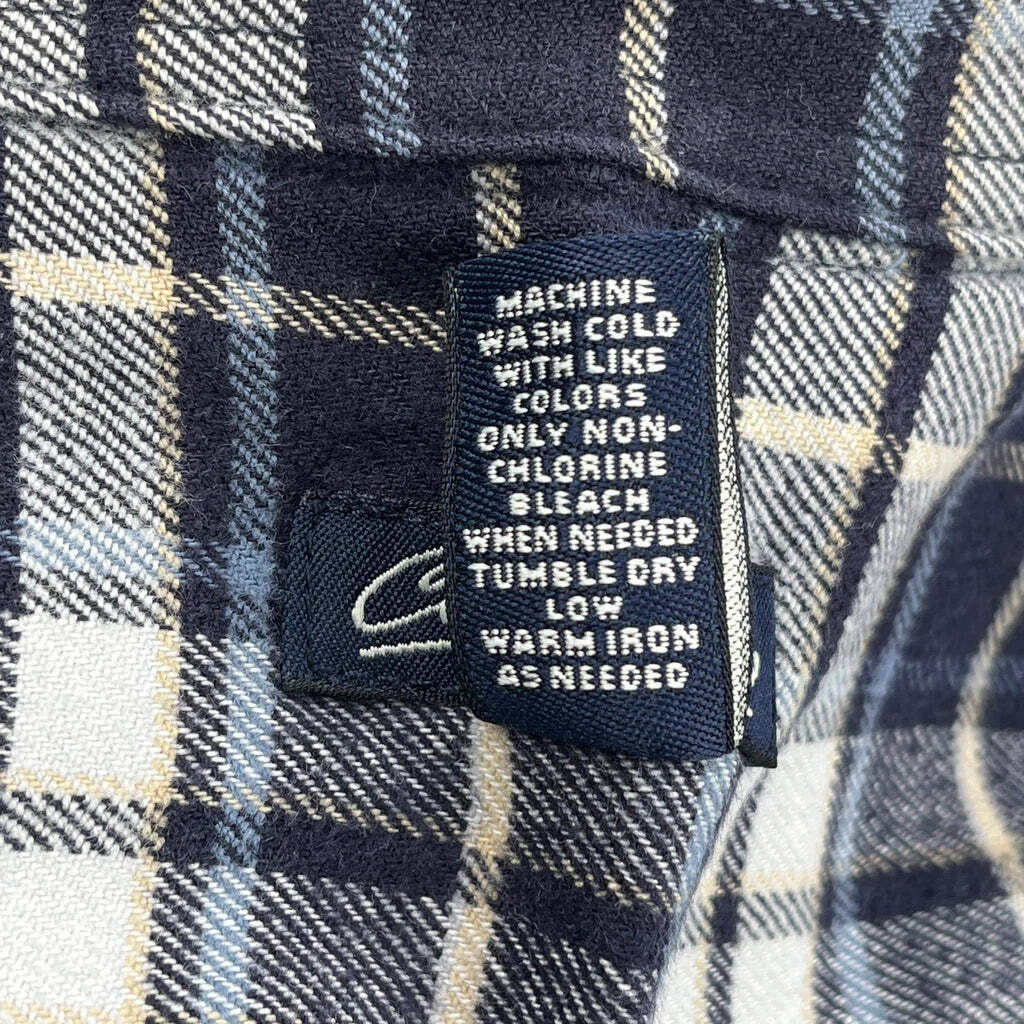 MACHINE
WASH COLD
WITH LIKE
COLORS
ONLY NON-
CHLORINE
BLEACH
WHEN NEEDED
TUMBLE DRY
LOW
WARM IRON
AS NEEDED